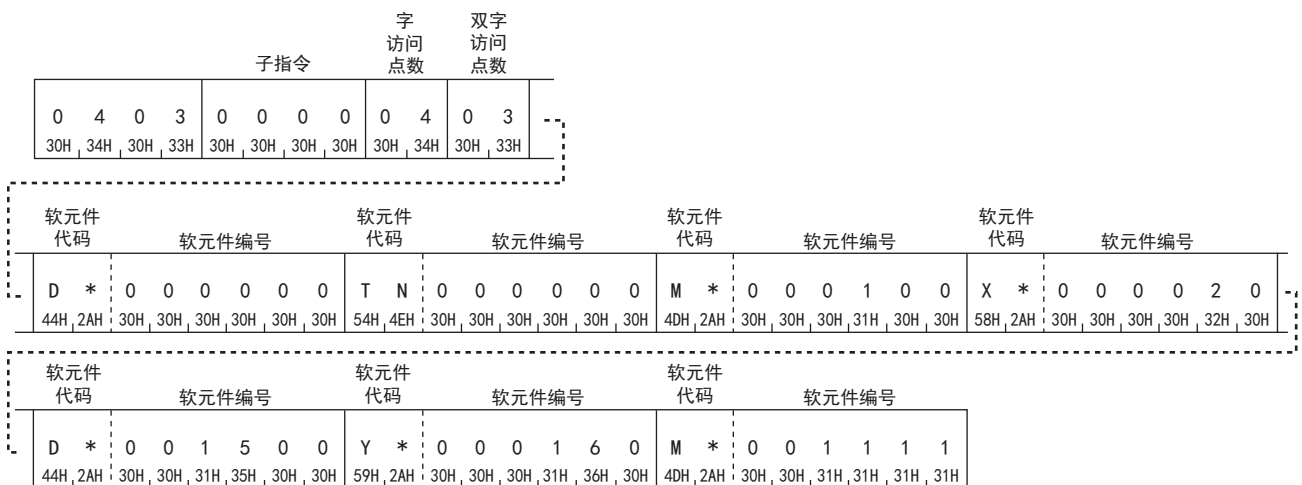 字 双字
访问 访问
子指令 点数 点数
0 4 0 3 0 0 0 0 0 4 0 3
30H 34H 30H 33H 30H 30H 30H 30H 30H 34H 30H 33H
软元件 软元件 软元件 软元件
代码 软元件编号 代码 软元件编号 代码 软元件编号 代码 软元件编号
D * 0 0 0 0 0 0 T N 0 0 0 0 0 0 M * 0 0 0 1 0 0 X * 0 0 0 0 2 0
44H 2AH 30H 30H 30H 30H 30H 30H 54H 4EH 30H 30H 30H 30H 30H 30H 4DH 2AH 30H 30H 30H 31H 30H 30H 58H 2AH 30H 30H 30H 30H 32H 30H
软元件 软元件 软元件
代码 软元件编号 代码 软元件编号 代码 软元件编号
D * 0 0 1 5 0 0 Y * 0 0 0 1 6 0 M * 0 0 1 1 1 1
44H 2AH 30H 30H 31H 35H 30H 30H 59H 2AH 30H 30H 30H 31H 36H 30H 4DH 2AH 30H 30H 31H 31H 31H 31H